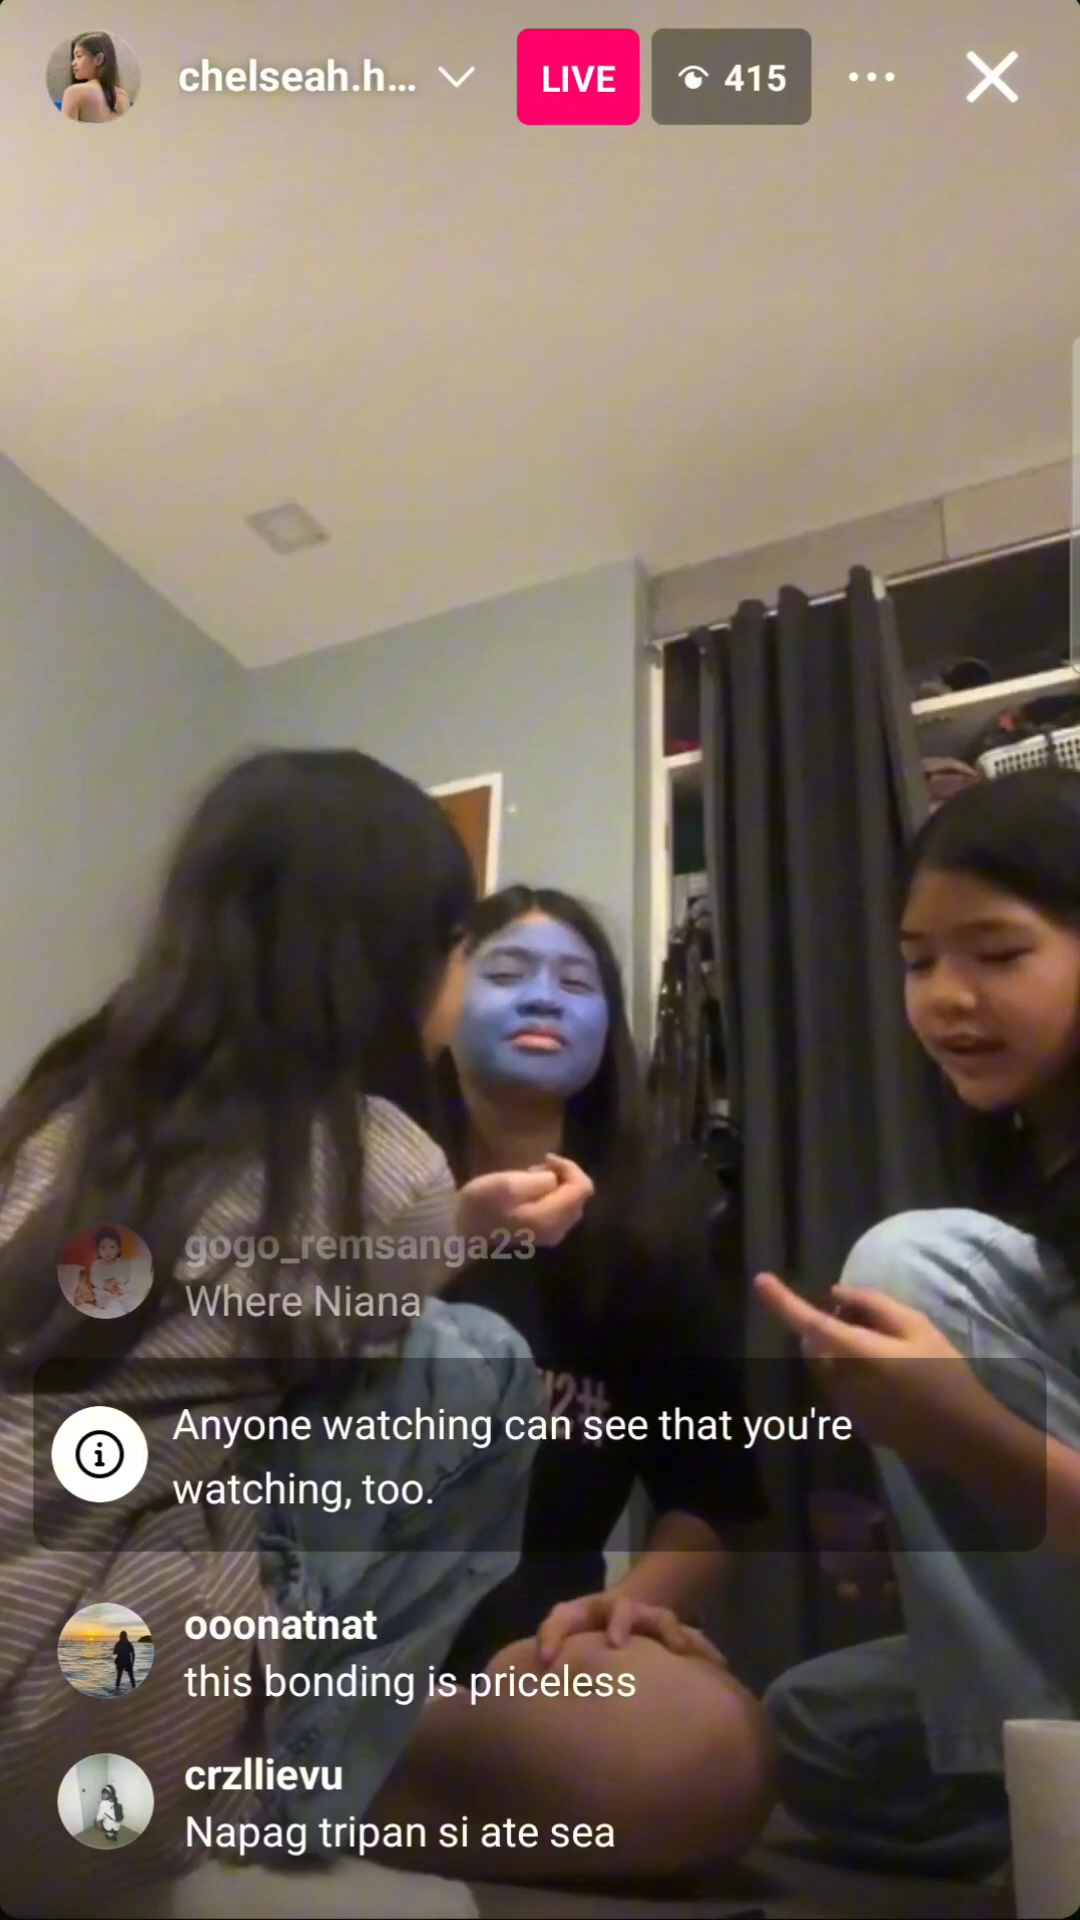 chelseah.h...
LIVE
415
gogo_remsanga23
Where Niana
Anyone watching can see that you're
watching, too.
ooonatnat
this bonding is priceless
crzllievu
Napag tripan si ate sea